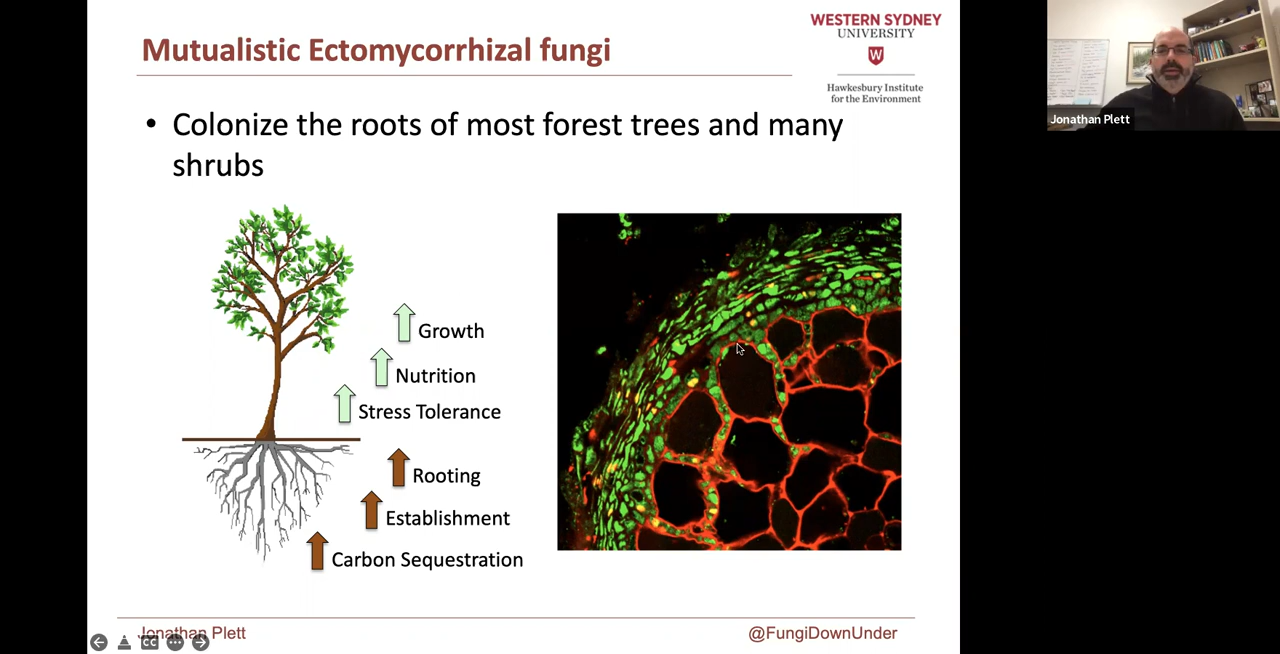 Mutualistic Ectomycorrhizal fungi
WESTERN SYDNEY
UNIVERSITY
W
Hawkesbury Institute
for the Environment
• Colonize the roots of most forest trees and many
shrubs
Growth
Nutrition
Stress Tolerance
Rooting
Establishment
Carbon Sequestration
Jonathan Plett
@FungiDownUnder
CC
Jonathan Plett